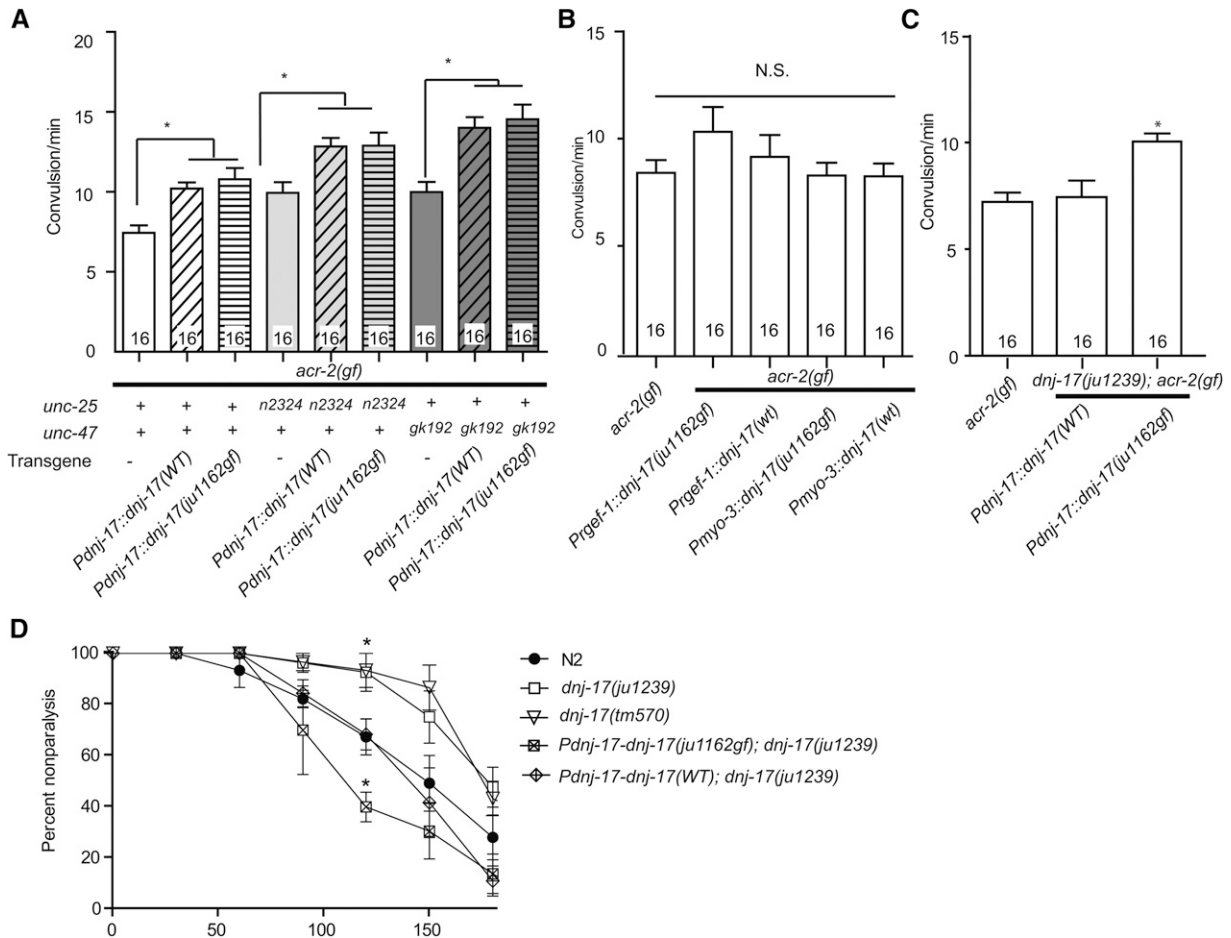 A
20
15
10
5
0
Convulsion/min
*
*
*
16 16 16 16 16 16 16 16 16
acr-2(gf)
unc-25 + + + n2324 n2324 n2324 + + +
unc-47 + + + + + + gk192 gk192 gk192
Transgene - - -
Pdnj-17::dnj-17(WT)
Pdnj-17::dnj-17(ju1162gf)
Pdnj-17::dnj-17(WT)
Pdnj-17::dnj-17(ju1162gf)
Pdnj-17::dnj-17(WT)
Pdnj-17::dnj-17(ju1162gf)
B
15
10
5
0
Convulsion/min
N.S.
16 16 16 16 16
acr-2(gf)
acr-2(gf)
Prgef-1::dnj-17(ju1162gf)
Prgef-1::dnj-17(wt)
Pmyo-3::dnj-17(ju1162gf)
Pmyo-3::dnj-17(wt)
C
15
10
5
0
Convulsion/min
*
16 16 16
dnj-17(ju1239); acr-2(gf)
acr-2(gf)
Pdnj-17::dnj-17(WT)
Pdnj-17::dnj-17(ju1162gf)
D
100
80
60
40
20
0
Percent nonparalysis
*
*
0 50 100 150
N2
dnj-17(ju1239)
dnj-17(tm570)
Pdnj-17-dnj-17(ju1162gf); dnj-17(ju1239)
Pdnj-17-dnj-17(WT); dnj-17(ju1239)